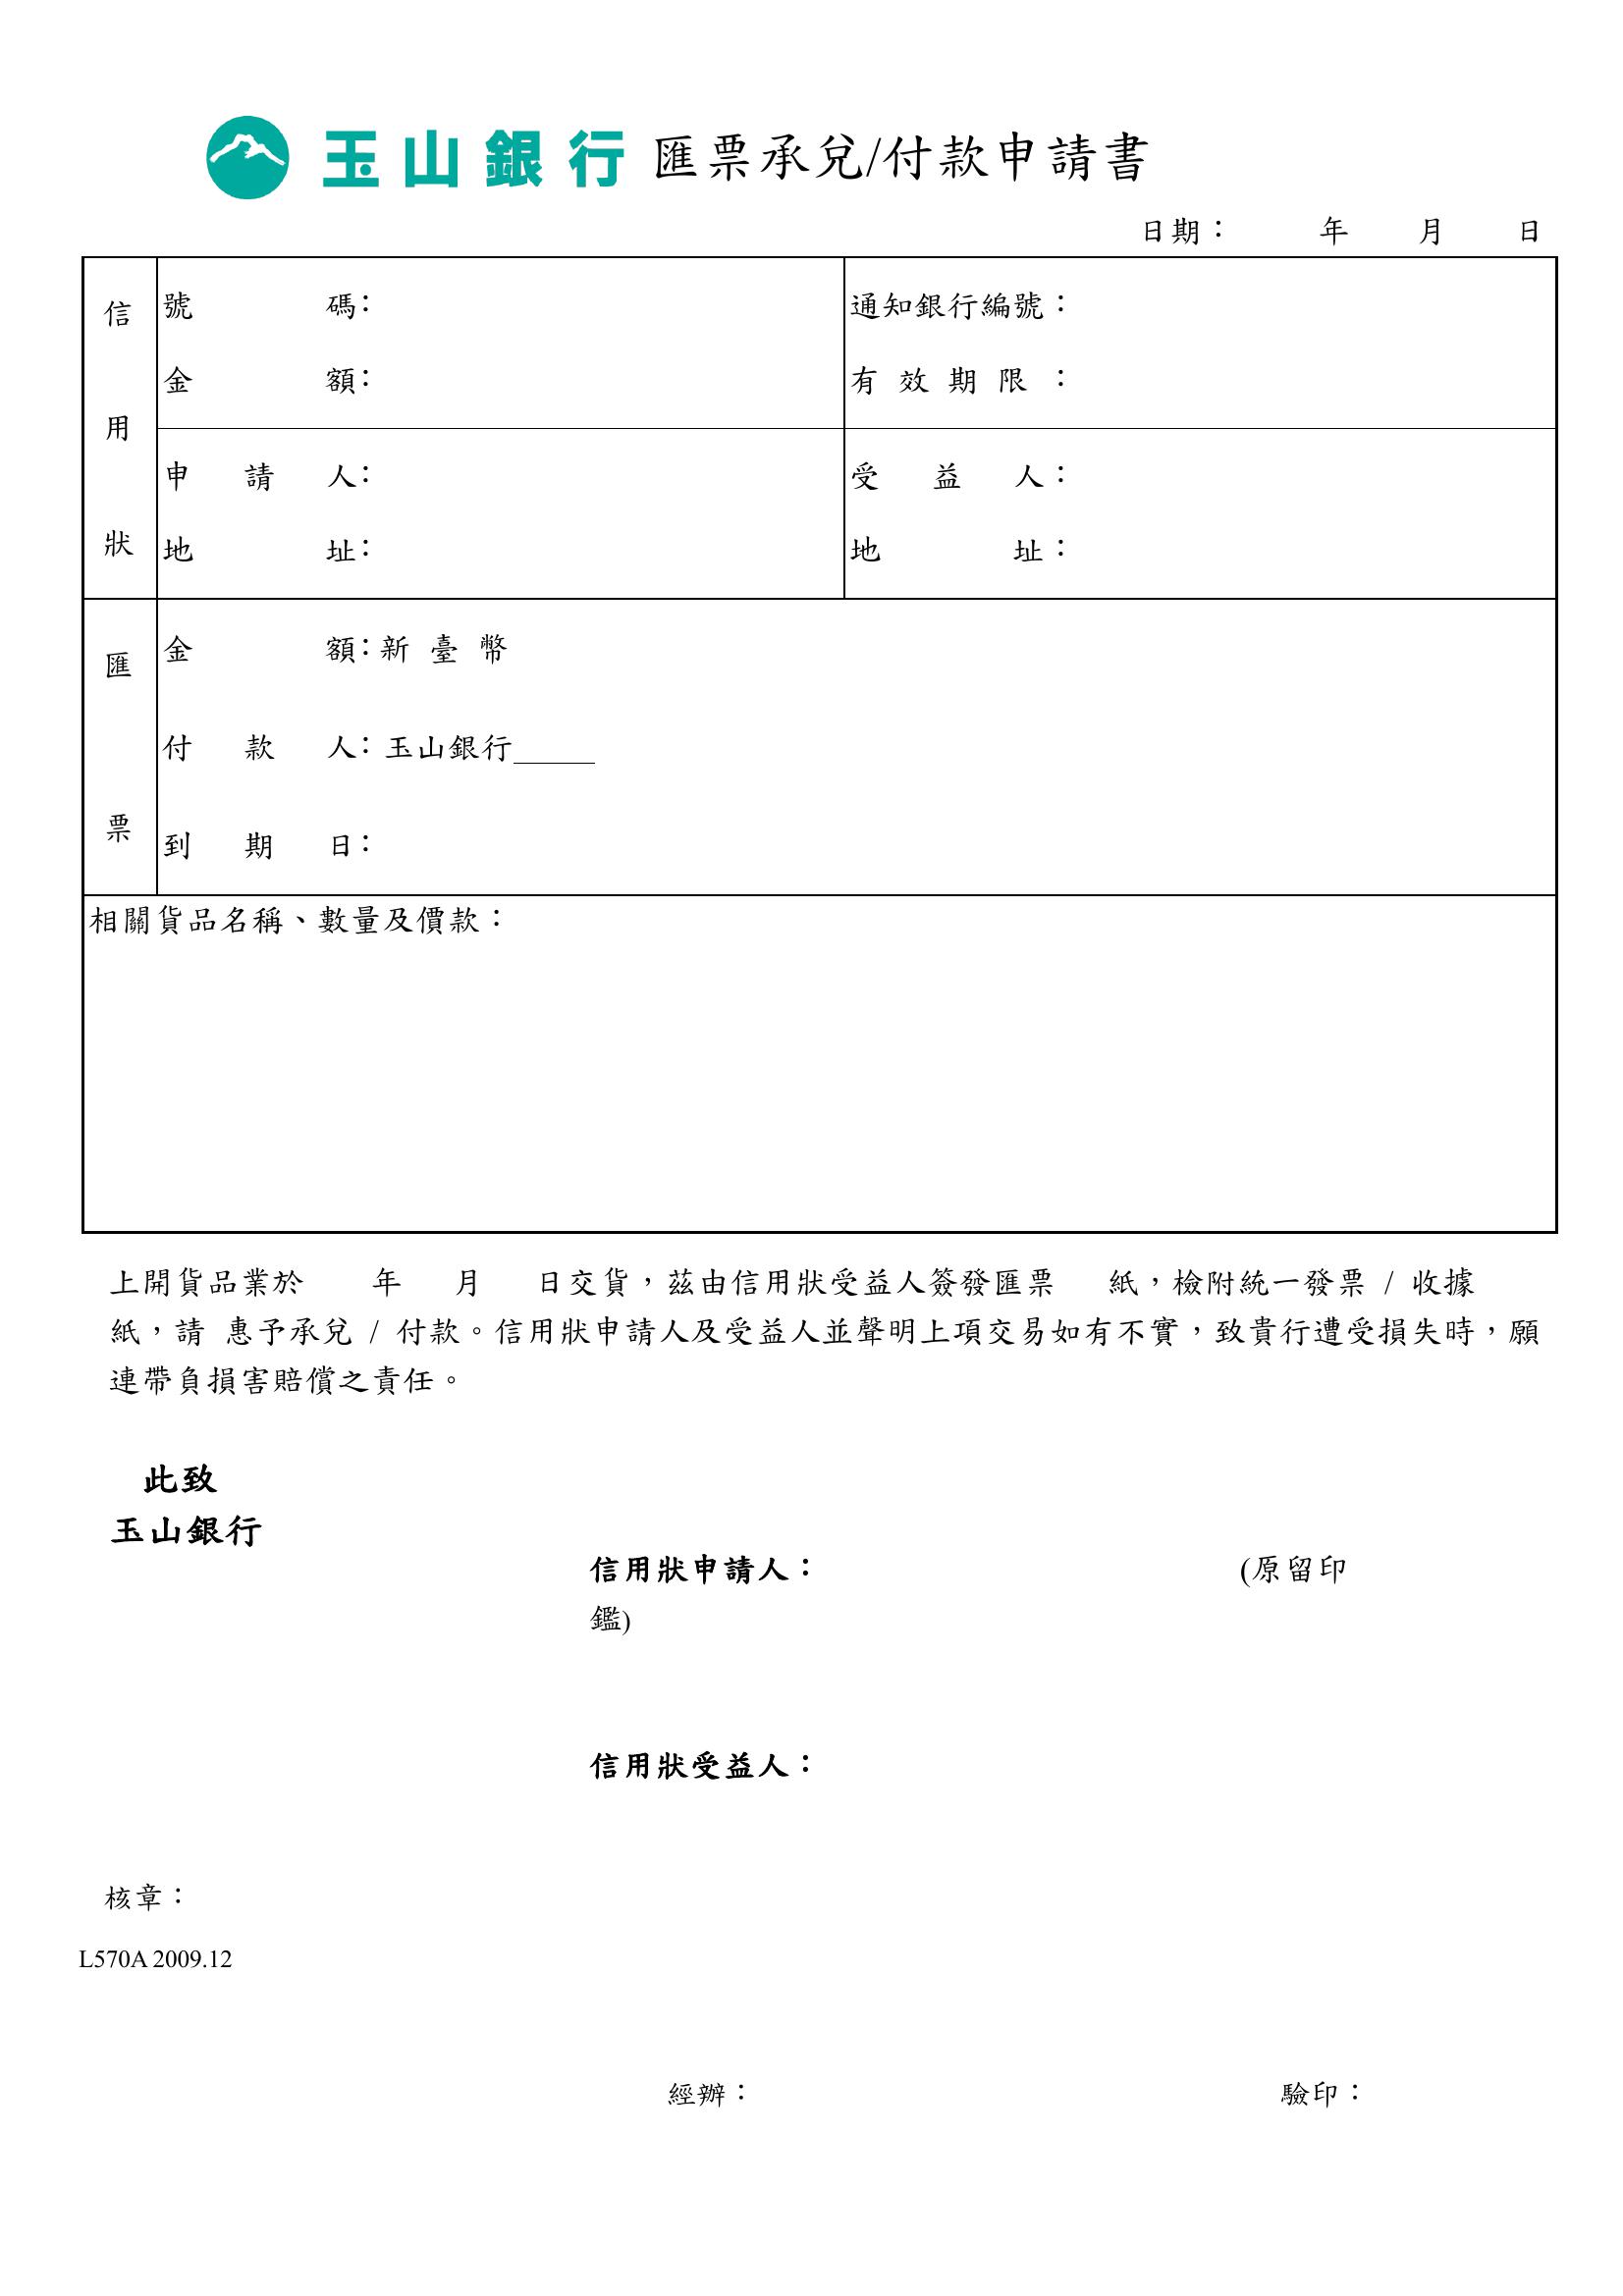 玉山銀行 匯票承兌/付款申請書
日期： 年 月 日
信用狀
號 碼： 通知銀行編號：
金 額： 有效期限：
申 請 人： 受 益 人：
地 址： 地 址：
匯票
金 額：新 臺 幣
付 款 人：玉山銀行_____
到 期 日：
相關貨品名稱、數量及價款：
上開貨品業於 年 月 日交貨，茲由信用狀受益人簽發匯票 紙，檢附統一發票 / 收據
紙，請 惠予承兌 / 付款。信用狀申請人及受益人並聲明上項交易如有不實，致貴行遭受損失時，願
連帶負損害賠償之責任。
此致
玉山銀行
信用狀申請人： (原留印
鑑)
信用狀受益人：
核章：
L570A 2009.12
經辦： 驗印：